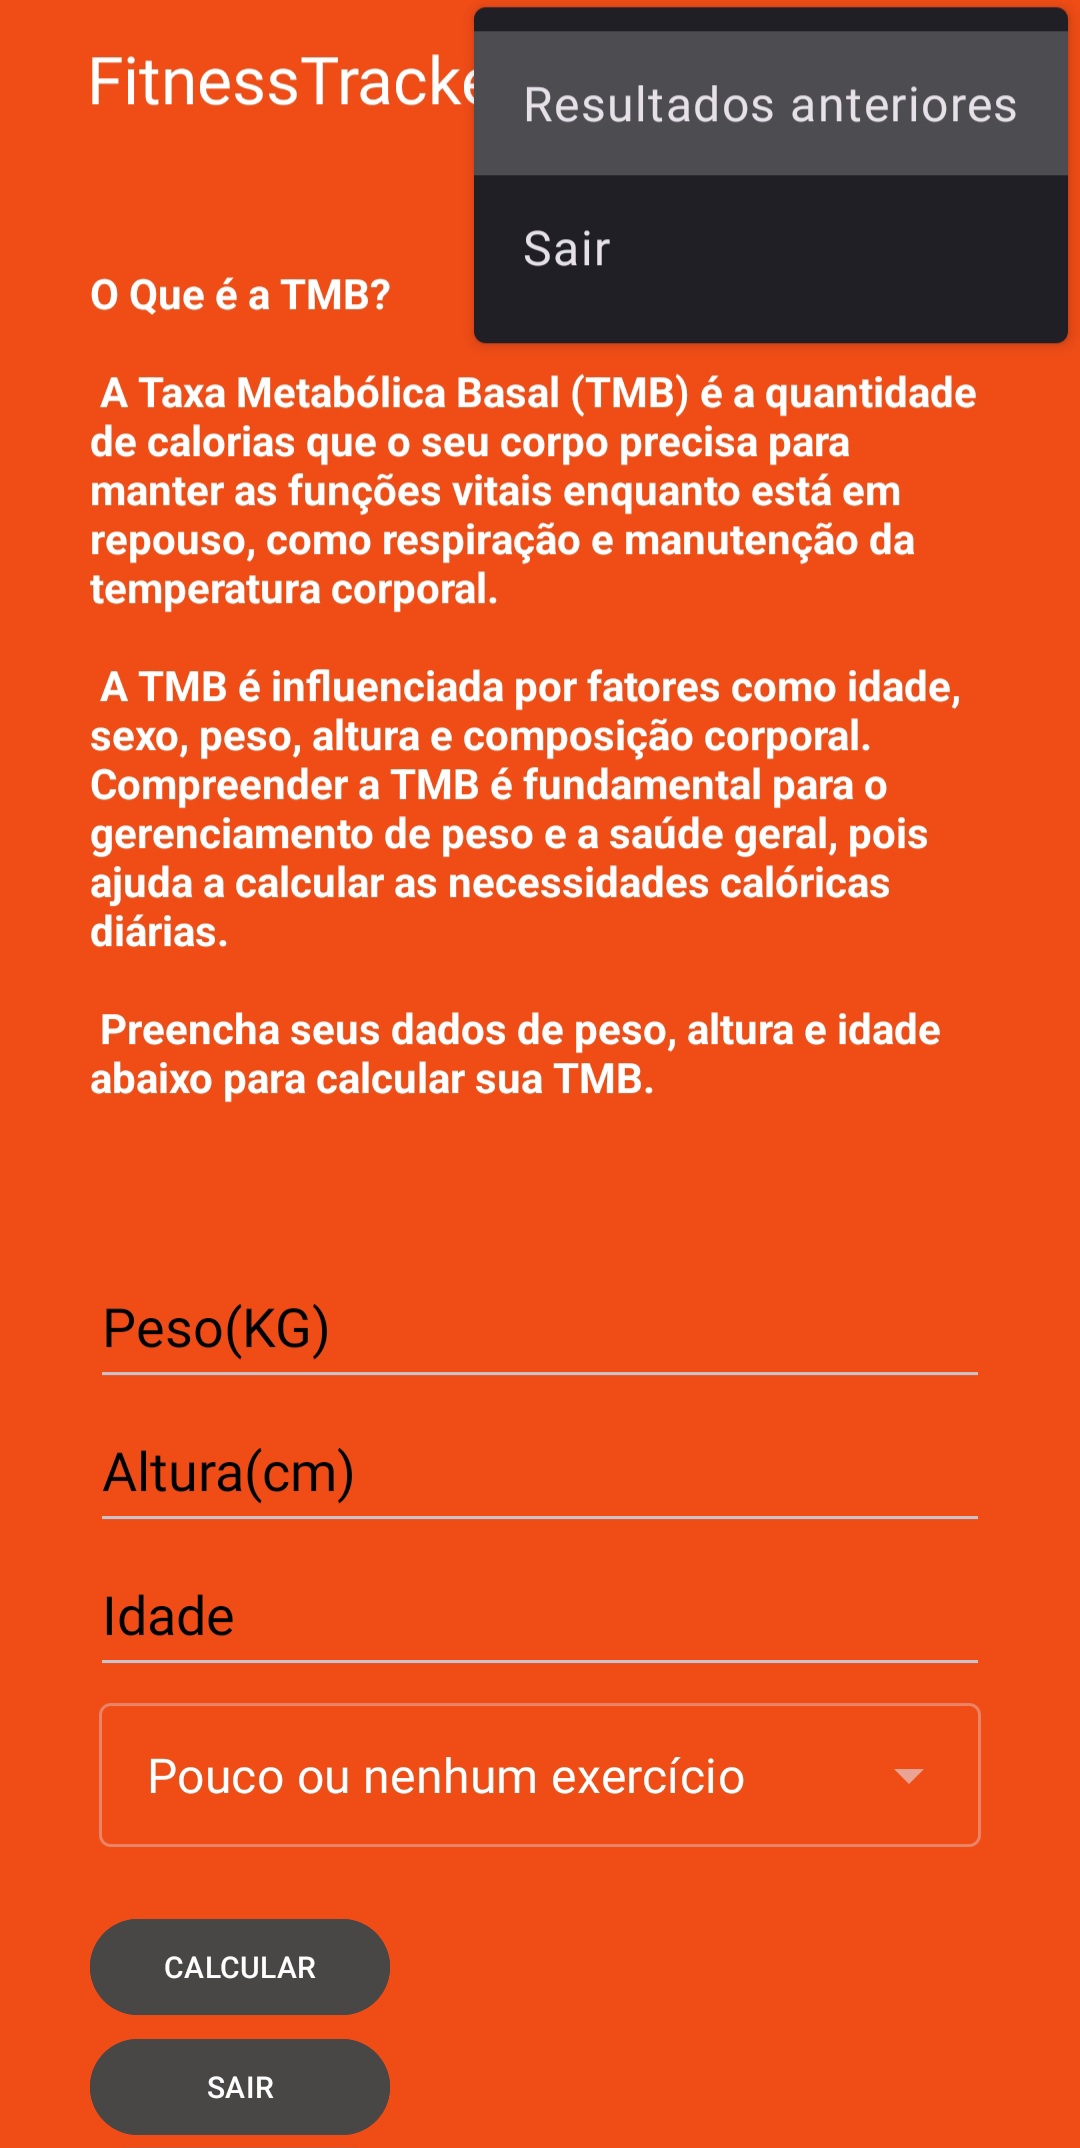 FitnessTracke
Resultados anteriores
Sair
O Que é a TMB?
A Taxa Metabólica Basal (TMB) é a quantidade
de calorias que o seu corpo precisa para
manter as funções vitais enquanto está em
repouso, como respiração e manutenção da
temperatura corporal.
A TMB é influenciada por fatores como idade,
sexo, peso, altura e composição corporal.
Compreender a TMB é fundamental para o
gerenciamento de peso e a saúde geral, pois
ajuda a calcular as necessidades calóricas
diárias.
Preencha seus dados de peso, altura e idade
abaixo para calcular sua TMB.
Peso(KG)
Altura(cm)
Idade
Pouco ou nenhum exercício
CALCULAR
SAIR